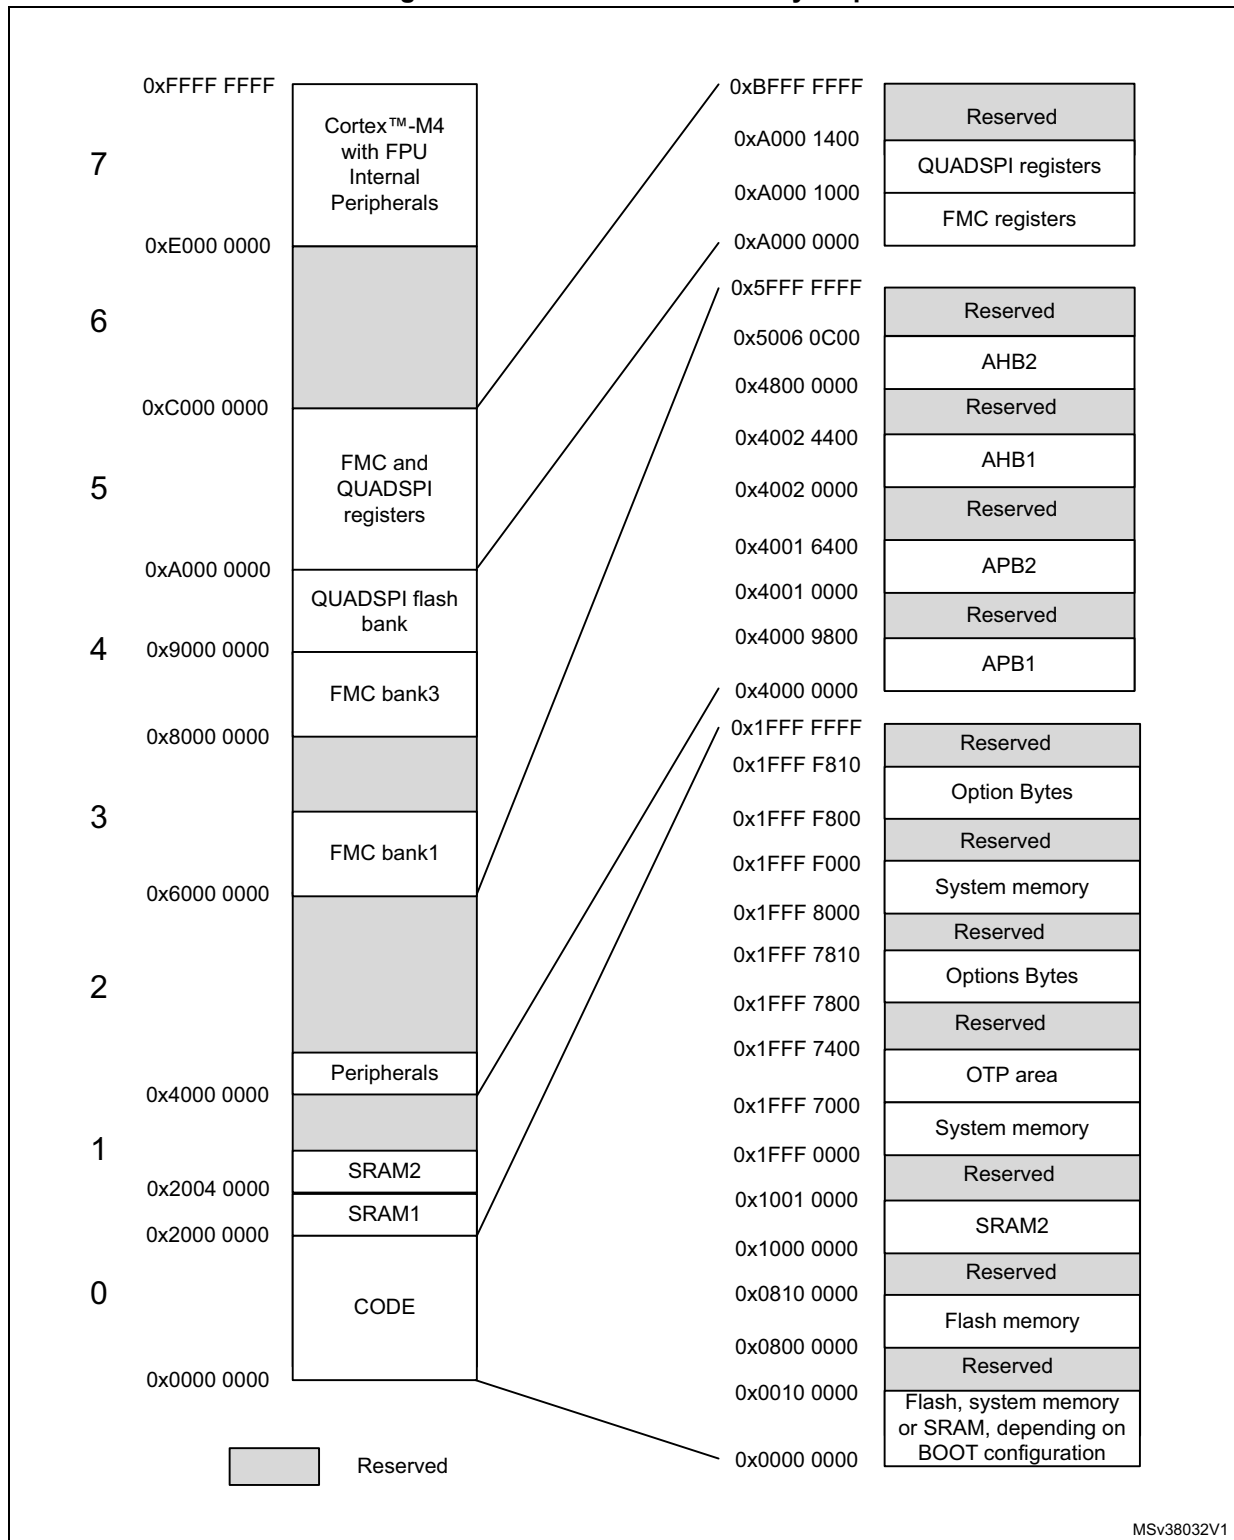 0xFFFF FFFF
Cortex™-M4
with FPU
Internal
Peripherals
7
0xE000 0000
6
0xC000 0000
FMC and
QUADSPI
registers
5
0xA000 0000
QUADSPI flash
bank
4
0x9000 0000
FMC bank3
0x8000 0000
3
FMC bank1
0x6000 0000
2
Peripherals
0x4000 0000
1
SRAM2
0x2004 0000
SRAM1
0x2000 0000
0
CODE
0x0000 0000
Reserved
0xBFFF FFFF
Reserved
0xA000 1400
QUADSPI registers
0xA000 1000
FMC registers
0xA000 0000
0x5FFF FFFF
Reserved
0x5006 0C00
AHB2
0x4800 0000
Reserved
0x4002 4400
AHB1
0x4002 0000
Reserved
0x4001 6400
APB2
0x4001 0000
Reserved
0x4000 9800
APB1
0x4000 0000
0x1FFF FFFF
Reserved
0x1FFF F810
Option Bytes
0x1FFF F800
Reserved
0x1FFF F000
System memory
0x1FFF 8000
Reserved
0x1FFF 7810
Options Bytes
0x1FFF 7800
Reserved
0x1FFF 7400
OTP area
0x1FFF 7000
System memory
0x1FFF 0000
Reserved
0x1001 0000
SRAM2
0x1000 0000
Reserved
0x0810 0000
Flash memory
0x0800 0000
Reserved
0x0010 0000
Flash, system memory
or SRAM, depending on
BOOT configuration
0x0000 0000
MSv38032V1